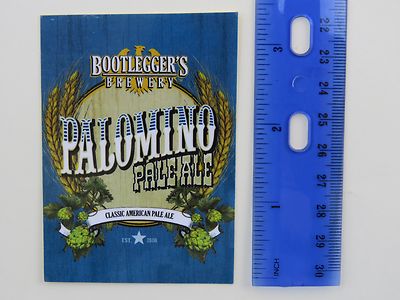 BOOTLEGGER'S
BREWERY
PALOMINO
PALE ALE
CLASSIC AMERICAN PALE ALE
EST 2008
3
2
1
INCH
22
23
24
25
26
27
28
29
30